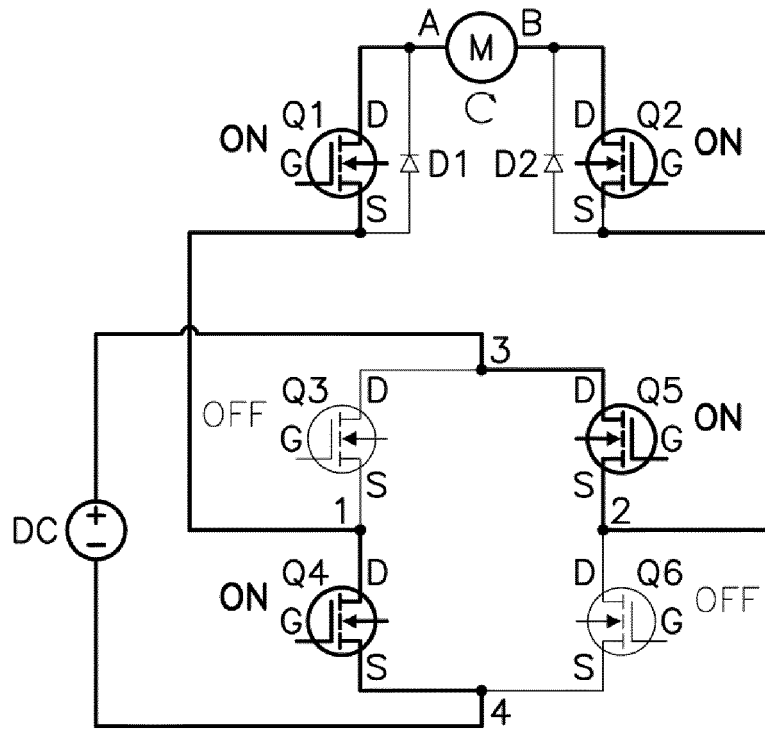 A M B
Q1 D D Q2
ON G D1 D2 G ON
S S
3
Q3 D D Q5
OFF G G ON
S S
DC + 1 2
−
Q4 D D Q6
ON G G OFF
S S
4